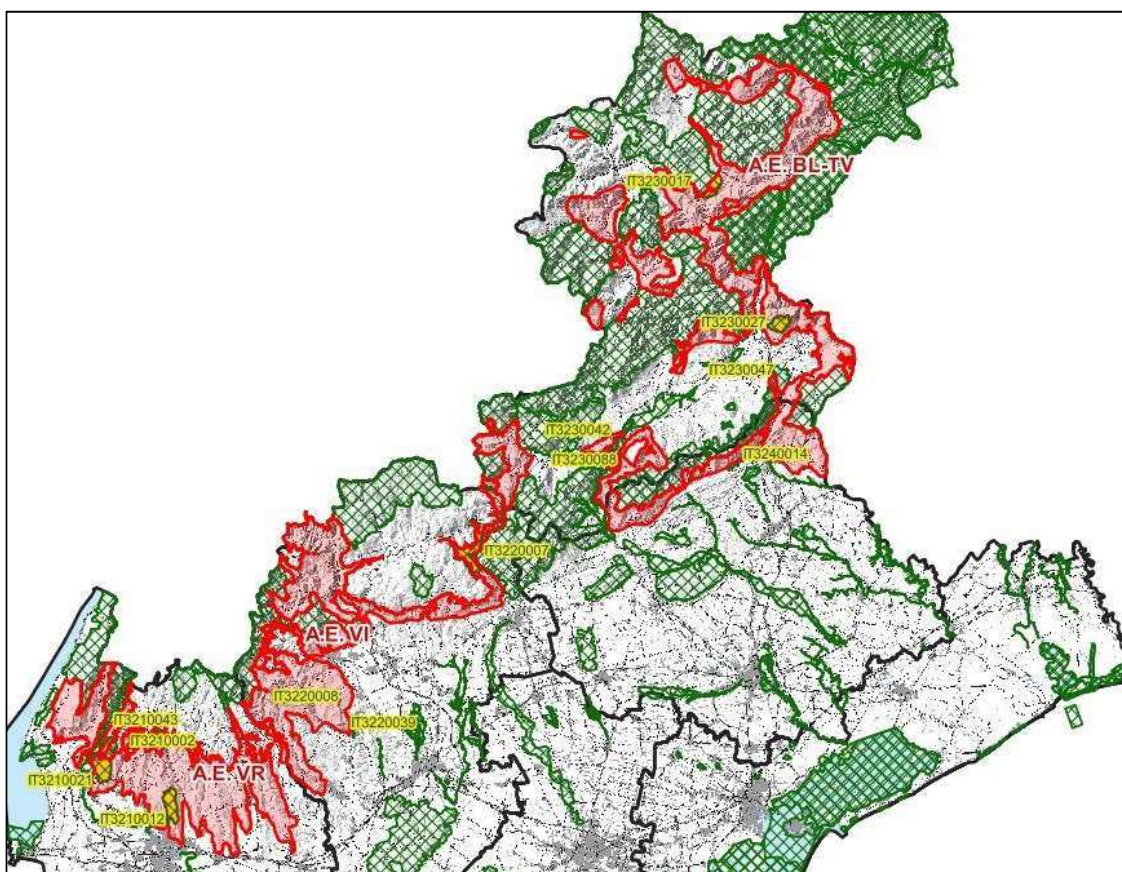 A.E. BL-TV
IT3230017
IT3230027
IT3230047
IT3230042
IT3240014
IT3230088
IT3220007
A.E. VI
IT3220008
IT3210043
IT3220039
IT3210002
A.E. VR
IT3210021
IT3210012